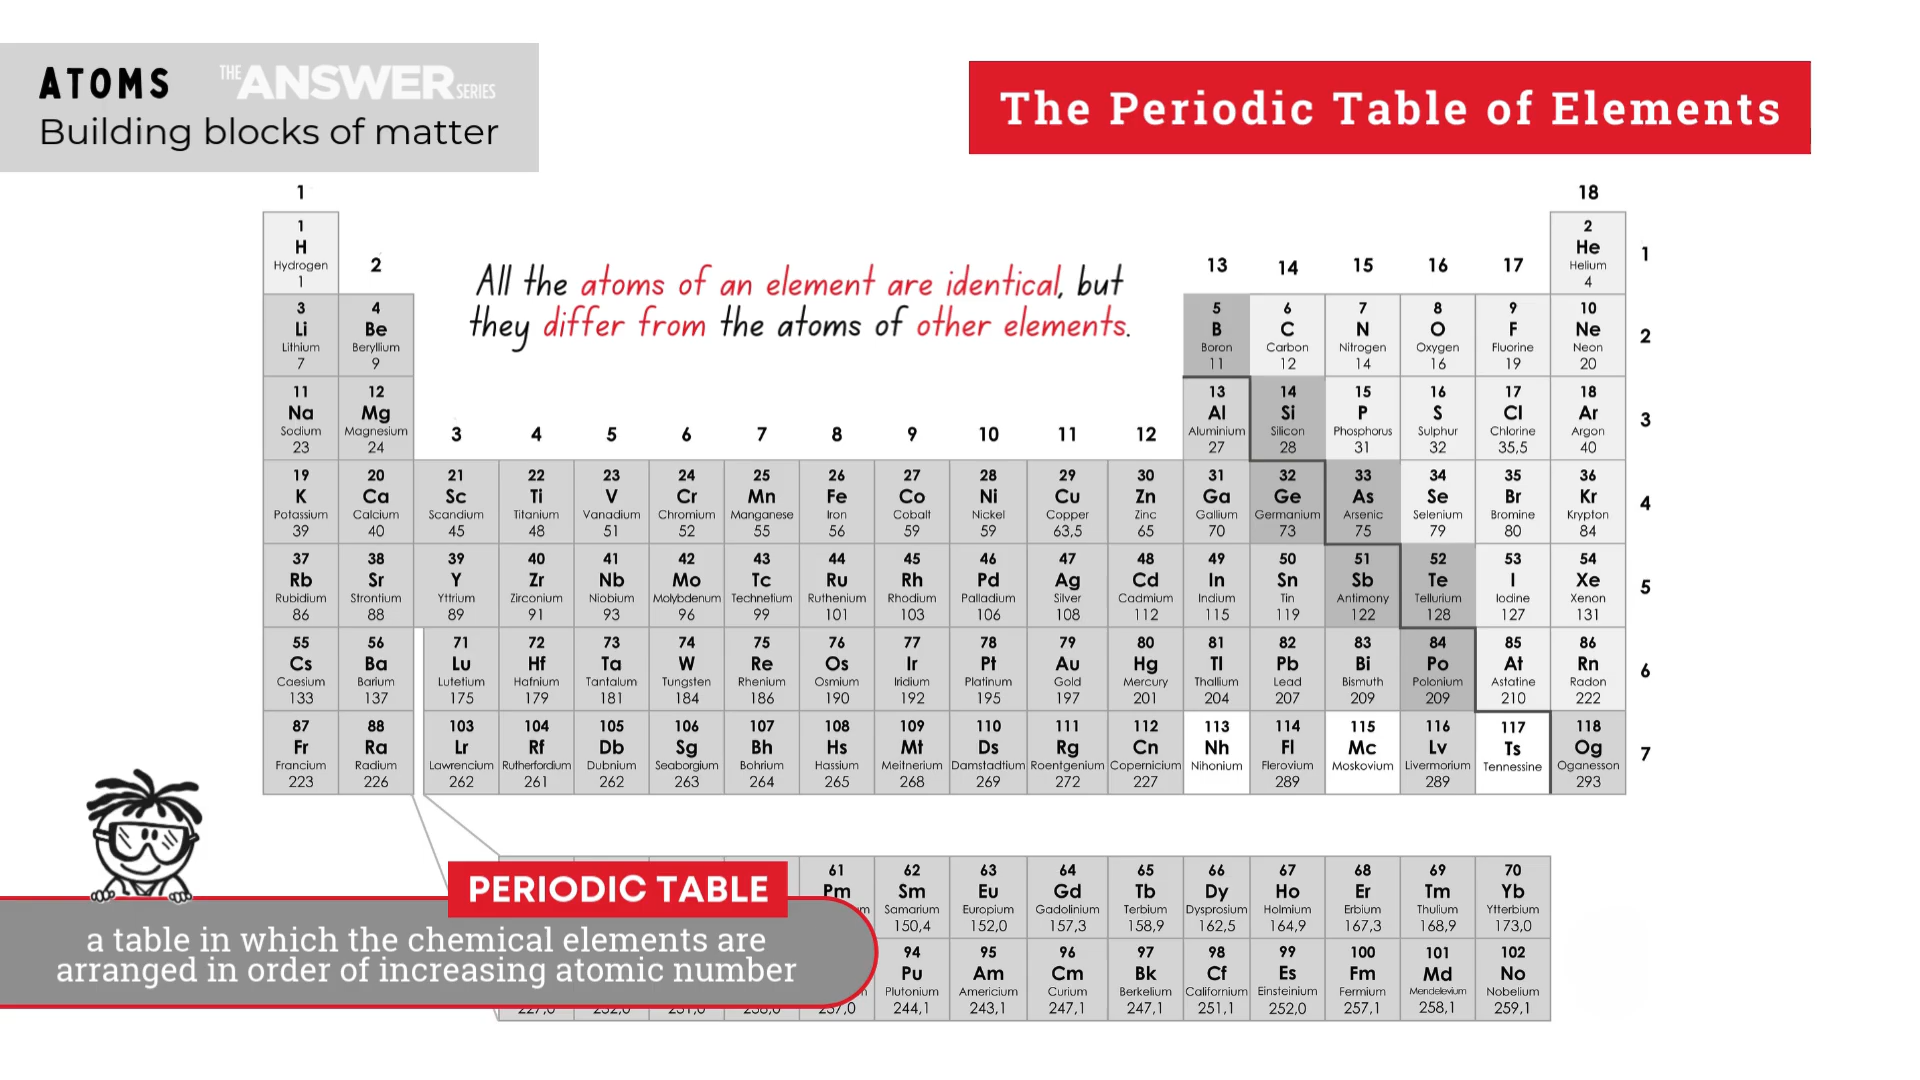 ATOMS THE ANSWER SERIES
Building blocks of matter
The Periodic Table of Elements
1 18
1 2
H He
Hydrogen 2 13 14 15 16 17 Helium 1
1 4
All the atoms of an element are identical, but
they differ from the atoms of other elements.
3 4 5 6 7 8 9 10
Li Be B C N O F Ne 2
Lithium Beryllium Boron Carbon Nitrogen Oxygen Fluorine Neon
7 9 11 12 14 16 19 20
11 12 13 14 15 16 17 18
Na Mg Al Si P S Cl Ar 3
Sodium Magnesium 3 4 5 6 7 8 9 10 11 12 Aluminium Silicon Phosphorus Sulphur Chlorine Argon
23 24 27 28 31 32 35,5 40
19 20 21 22 23 24 25 26 27 28 29 30 31 32 33 34 35 36
K Ca Sc Ti V Cr Mn Fe Co Ni Cu Zn Ga Ge As Se Br Kr 4
Potassium Calcium Scandium Titanium Vanadium Chromium Manganese Iron Cobalt Nickel Copper Zinc Gallium Germanium Arsenic Selenium Bromine Krypton
39 40 45 48 51 52 55 56 59 59 63,5 65 70 73 75 79 80 84
37 38 39 40 41 42 43 44 45 46 47 48 49 50 51 52 53 54
Rb Sr Y Zr Nb Mo Tc Ru Rh Pd Ag Cd In Sn Sb Te I Xe 5
Rubidium Strontium Yttrium Zirconium Niobium Molybdenum Technetium Ruthenium Rhodium Palladium Silver Cadmium Indium Tin Antimony Tellurium Iodine Xenon
86 88 89 91 93 96 99 101 103 106 108 112 115 119 122 128 127 131
55 56 71 72 73 74 75 76 77 78 79 80 81 82 83 84 85 86
Cs Ba Lu Hf Ta W Re Os Ir Pt Au Hg Tl Pb Bi Po At Rn 6
Caesium Barium Lutetium Hafnium Tantalum Tungsten Rhenium Osmium Iridium Platinum Gold Mercury Thallium Lead Bismuth Polonium Astatine Radon
133 137 175 179 181 184 186 190 192 195 197 201 204 207 209 209 210 222
87 88 103 104 105 106 107 108 109 110 111 112 113 114 115 116 117 118
Fr Ra Lr Rf Db Sg Bh Hs Mt Ds Rg Cn Nh Fl Mc Lv Ts Og 7
Francium Radium Lawrencium Rutherfordium Dubnium Seaborgium Bohrium Hassium Meitnerium Damstadtium Roentgenium Copernicium Nihonium Flerovium Moskovium Livermorium Tennessine Oganesson
223 226 262 261 262 263 264 265 268 269 272 227 289 289 293
61 62 63 64 65 66 67 68 69 70
Pm Sm Eu Gd Tb Dy Ho Er Tm Yb
Samarium Europium Gadolinium Terbium Dysprosium Holmium Erbium Thulium Ytterbium
150,4 152,0 157,3 158,9 162,5 164,9 167,3 168,9 173,0
94 95 96 97 98 99 100 101 102
Pu Am Cm Bk Cf Es Fm Md No
Plutonium Americium Curium Berkelium Californium Einsteinium Fermium Mendelevium Nobelium
244,1 243,1 247,1 247,1 251,1 252,0 257,1 258,1 259,1
PERIODIC TABLE
a table in which the chemical elements are
arranged in order of increasing atomic number